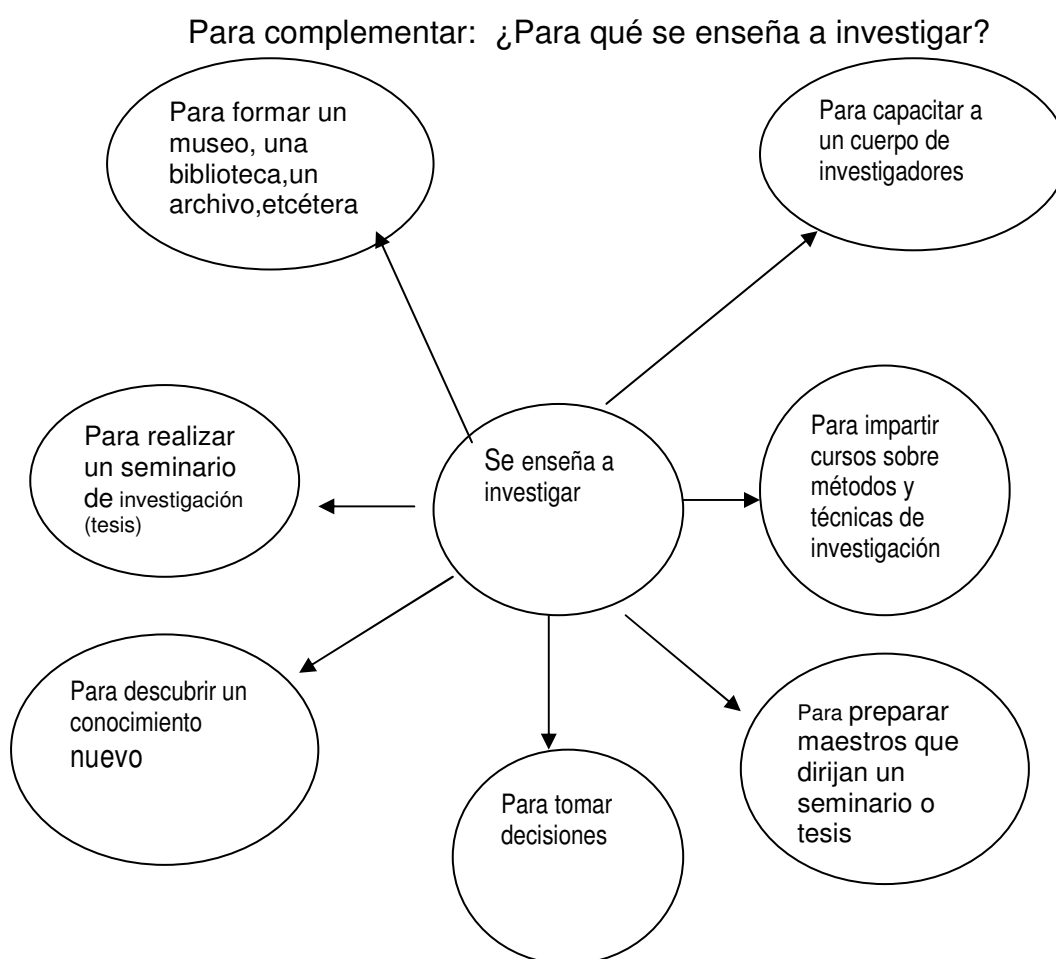 Para complementar: ¿Para qué se enseña a investigar?
Para formar un
museo, una
biblioteca,un
archivo,etcétera
Para capacitar a
un cuerpo de
investigadores
Para realizar
un seminario
de investigación
(tesis)
Se enseña a
investigar
Para impartir
cursos sobre
métodos y
técnicas de
investigación
Para descubrir un
conocimiento
nuevo
Para tomar
decisiones
Para preparar
maestros que
dirijan un
seminario o
tesis